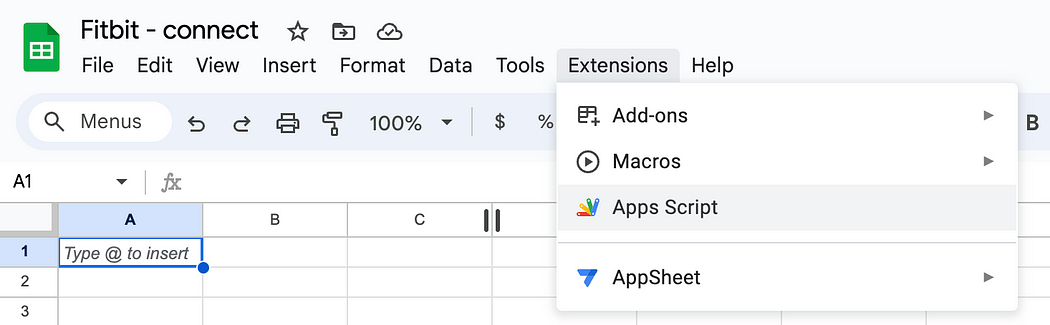 Fitbit - connect
File Edit View Insert Format Data Tools Extensions Help
Menus 100% $ % B
Add-ons
Macros
A1 fx
Apps Script
A B C
1 Type @ to insert
2
AppSheet
3